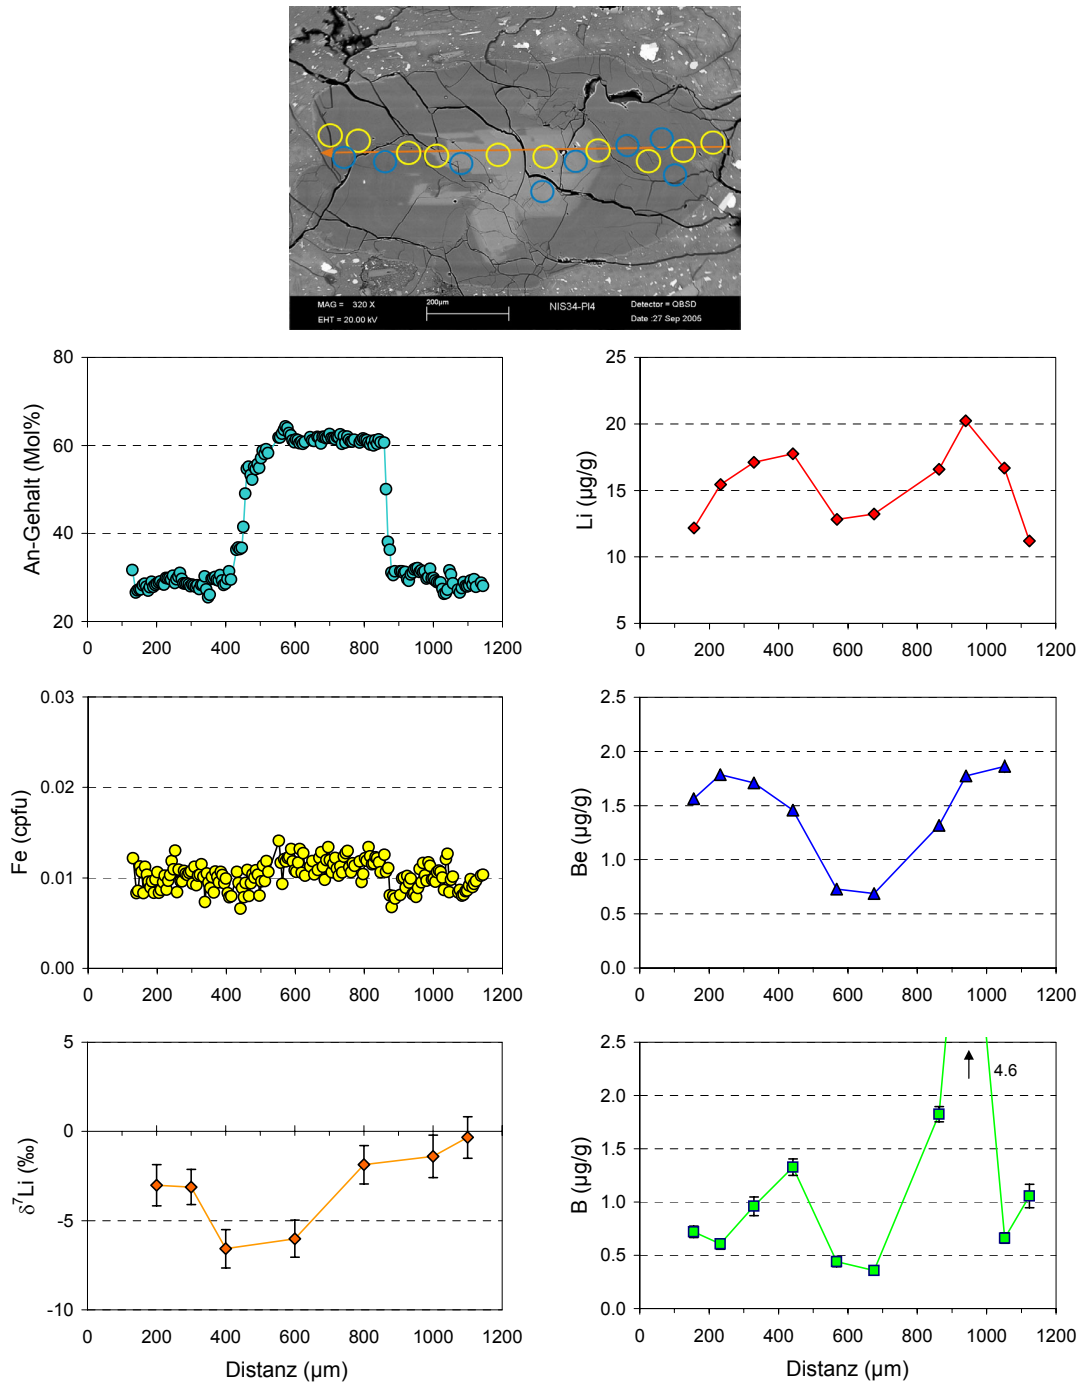 MAG = 320 X
200µm
NIS34-Pl4
Detector = QBSD
EHT = 20.00 kV
Date :27 Sep 2005
80
60
40
20
An-Gehalt (Mol%)
0 200 400 600 800 1000 1200
25
20
15
10
5
Li (µg/g)
0 200 400 600 800 1000 1200
0.03
0.02
0.01
0.00
Fe (cpfu)
0 200 400 600 800 1000 1200
2.5
2.0
1.5
1.0
0.5
0.0
Be (µg/g)
0 200 400 600 800 1000 1200
5
0
-5
-10
δ⁷Li (‰)
0 200 400 600 800 1000 1200
Distanz (µm)
2.5
2.0
1.5
1.0
0.5
0.0
B (µg/g)
4.6
0 200 400 600 800 1000 1200
Distanz (µm)